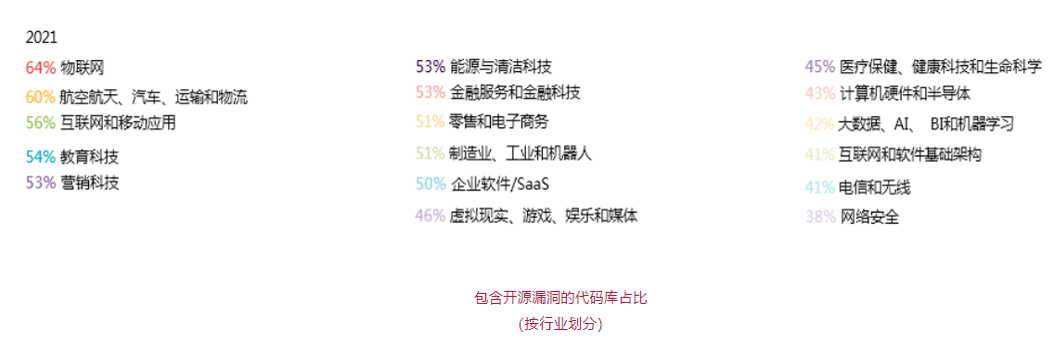 2021
64% 物联网
60% 航空航天、汽车、运输和物流
56% 互联网和移动应用
54% 教育科技
53% 营销科技
53% 能源与清洁科技
53% 金融服务和金融科技
51% 零售和电子商务
51% 制造业、工业和机器人
50% 企业软件/SaaS
46% 虚拟现实、游戏、娱乐和媒体
45% 医疗保健、健康科技和生命科学
43% 计算机硬件和半导体
42% 大数据、AI、 BI和机器学习
41% 互联网和软件基础架构
41% 电信和无线
38% 网络安全
包含开源漏洞的代码库占比
(按行业划分)